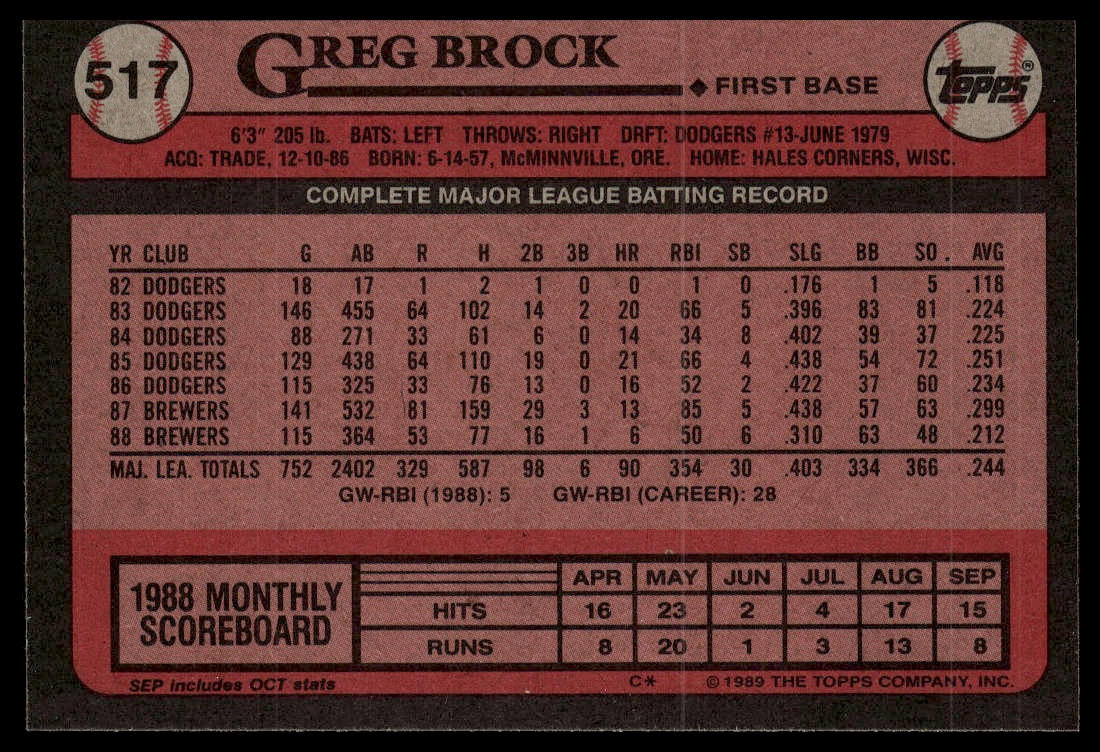 517
GREG BROCK
◆ FIRST BASE
Topps®
6'3" 205 lb. BATS: LEFT THROWS: RIGHT DRFT: DODGERS #13-JUNE 1979
ACQ: TRADE, 12-10-86 BORN: 6-14-57, McMINNVILLE, ORE. HOME: HALES CORNERS, WISC.
COMPLETE MAJOR LEAGUE BATTING RECORD
YR CLUB G AB R H 2B 3B HR RBI SB SLG BB SO . AVG
82 DODGERS 18 17 1 2 1 0 0 1 0 .176 1 5 .118
83 DODGERS 146 455 64 102 14 2 20 66 5 .396 83 81 .224
84 DODGERS 88 271 33 61 6 0 14 34 8 .402 39 37 .225
85 DODGERS 129 438 64 110 19 0 21 66 4 .438 54 72 .251
86 DODGERS 115 325 33 76 13 0 16 52 2 .422 37 60 .234
87 BREWERS 141 532 81 159 29 3 13 85 5 .438 57 63 .299
88 BREWERS 115 364 53 77 16 1 6 50 6 .310 63 48 .212
MAJ. LEA. TOTALS 752 2402 329 587 98 6 90 354 30 .403 334 366 .244
GW-RBI (1988): 5 GW-RBI (CAREER): 28
1988 MONTHLY
SCOREBOARD
APR MAY JUN JUL AUG SEP
HITS 16 23 2 4 17 15
RUNS 8 20 1 3 13 8
SEP includes OCT stats
C* © 1989 THE TOPPS COMPANY, INC.